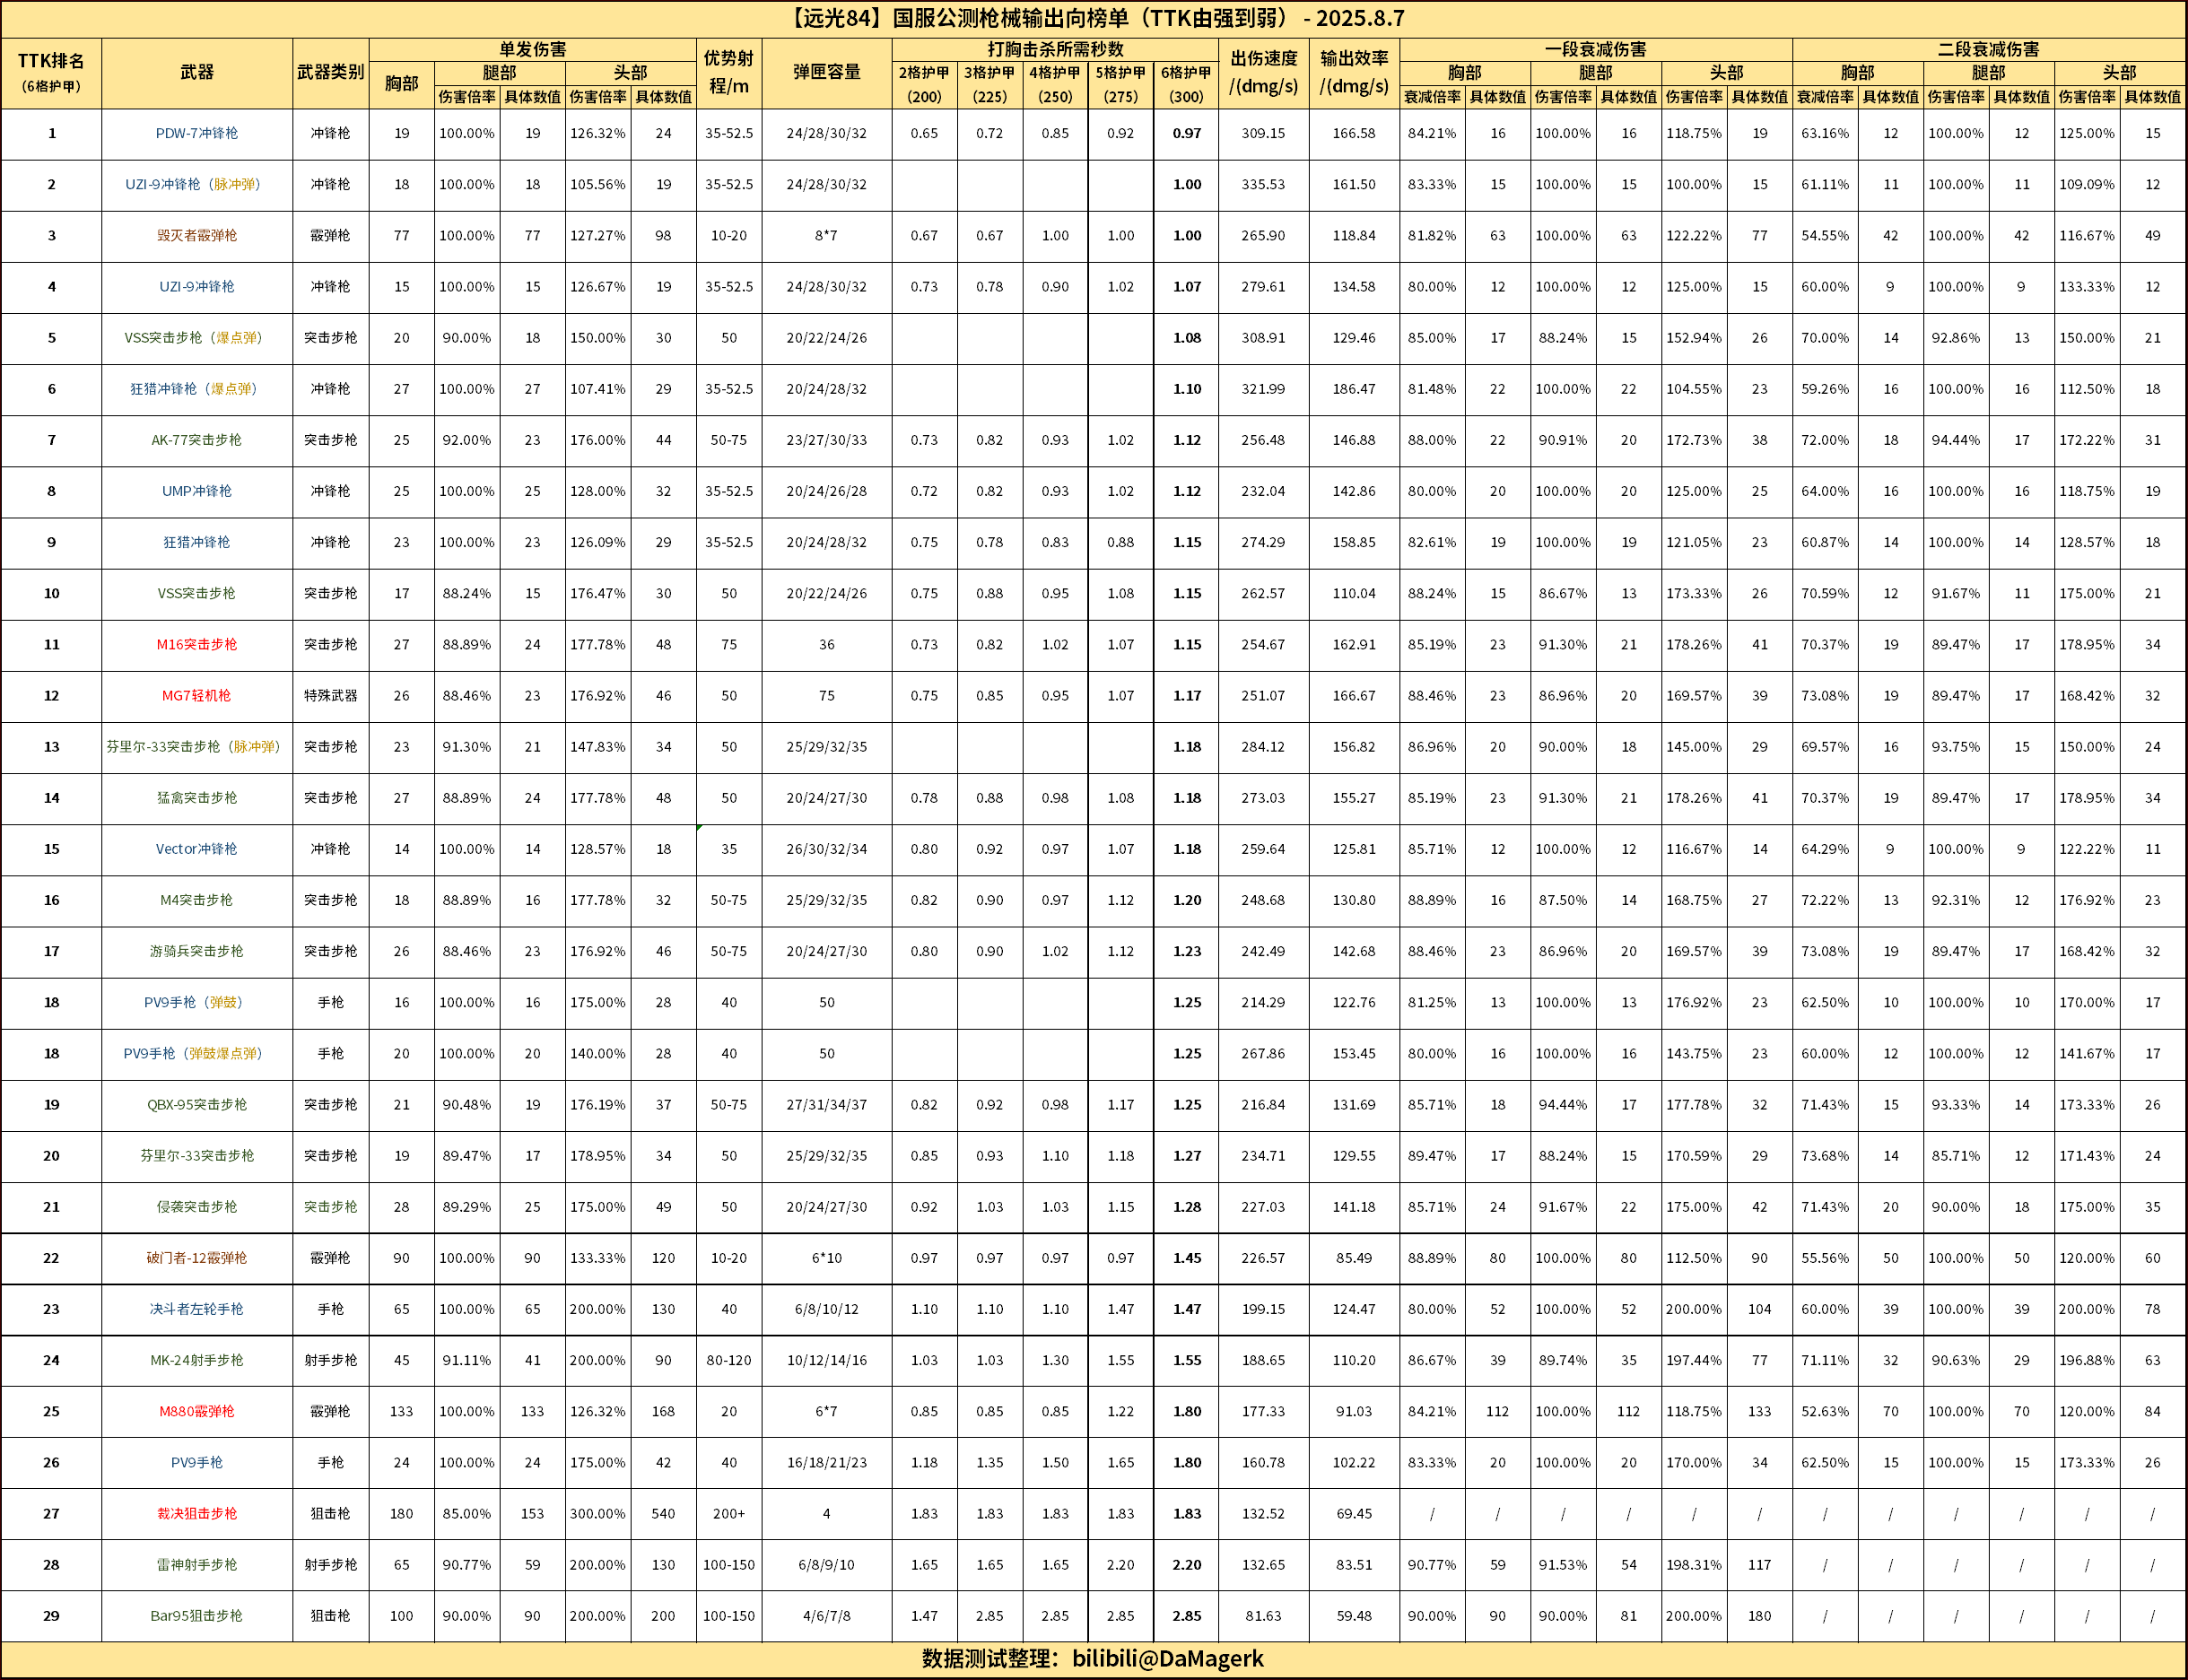 【远光84】国服公测枪械输出向榜单（TTK由强到弱） - 2025.8.7
TTK排名（6格护甲） 武器 武器类别 单发伤害 优势射程/m 弹匣容量 打胸击杀所需秒数 出伤速度/(dmg/s) 输出效率/(dmg/s) 一段衰减伤害 二段衰减伤害
胸部 腿部 头部 2格护甲（200） 3格护甲（225） 4格护甲（250） 5格护甲（275） 6格护甲（300） 胸部 腿部 头部 胸部 腿部 头部
伤害倍率 具体数值 伤害倍率 具体数值 衰减倍率 具体数值 伤害倍率 具体数值 伤害倍率 具体数值 衰减倍率 具体数值 伤害倍率 具体数值 伤害倍率 具体数值
1 PDW-7冲锋枪 冲锋枪 19 100.00% 19 126.32% 24 35-52.5 24/28/30/32 0.65 0.72 0.85 0.92 0.97 309.15 166.58 84.21% 16 100.00% 16 118.75% 19 63.16% 12 100.00% 12 125.00% 15
2 UZI-9冲锋枪（脉冲弹） 冲锋枪 18 100.00% 18 105.56% 19 35-52.5 24/28/30/32 1.00 335.53 161.50 83.33% 15 100.00% 15 100.00% 15 61.11% 11 100.00% 11 109.09% 12
3 毁灭者霰弹枪 霰弹枪 77 100.00% 77 127.27% 98 10-20 8*7 0.67 0.67 1.00 1.00 1.00 265.90 118.84 81.82% 63 100.00% 63 122.22% 77 54.55% 42 100.00% 42 116.67% 49
4 UZI-9冲锋枪 冲锋枪 15 100.00% 15 126.67% 19 35-52.5 24/28/30/32 0.73 0.78 0.90 1.02 1.07 279.61 134.58 80.00% 12 100.00% 12 125.00% 15 60.00% 9 100.00% 9 133.33% 12
5 VSS突击步枪（爆点弹） 突击步枪 20 90.00% 18 150.00% 30 50 20/22/24/26 1.08 308.91 129.46 85.00% 17 88.24% 15 152.94% 26 70.00% 14 92.86% 13 150.00% 21
6 狂猎冲锋枪（爆点弹） 冲锋枪 27 100.00% 27 107.41% 29 35-52.5 20/24/28/32 1.10 321.99 186.47 81.48% 22 100.00% 22 104.55% 23 59.26% 16 100.00% 16 112.50% 18
7 AK-77突击步枪 突击步枪 25 92.00% 23 176.00% 44 50-75 23/27/30/33 0.73 0.82 0.93 1.02 1.12 256.48 146.88 88.00% 22 90.91% 20 172.73% 38 72.00% 18 94.44% 17 172.22% 31
8 UMP冲锋枪 冲锋枪 25 100.00% 25 128.00% 32 35-52.5 20/24/26/28 0.72 0.82 0.93 1.02 1.12 232.04 142.86 80.00% 20 100.00% 20 125.00% 25 64.00% 16 100.00% 16 118.75% 19
9 狂猎冲锋枪 冲锋枪 23 100.00% 23 126.09% 29 35-52.5 20/24/28/32 0.75 0.78 0.83 0.88 1.15 274.29 158.85 82.61% 19 100.00% 19 121.05% 23 60.87% 14 100.00% 14 128.57% 18
10 VSS突击步枪 突击步枪 17 88.24% 15 176.47% 30 50 20/22/24/26 0.75 0.88 0.95 1.08 1.15 262.57 110.04 88.24% 15 86.67% 13 173.33% 26 70.59% 12 91.67% 11 175.00% 21
11 M16突击步枪 突击步枪 27 88.89% 24 177.78% 48 75 36 0.73 0.82 1.02 1.07 1.15 254.67 162.91 85.19% 23 91.30% 21 178.26% 41 70.37% 19 89.47% 17 178.95% 34
12 MG7轻机枪 特殊武器 26 88.46% 23 176.92% 46 50 75 0.75 0.85 0.95 1.07 1.17 251.07 166.67 88.46% 23 86.96% 20 169.57% 39 73.08% 19 89.47% 17 168.42% 32
13 芬里尔-33突击步枪（脉冲弹） 突击步枪 23 91.30% 21 147.83% 34 50 25/29/32/35 1.18 284.12 156.82 86.96% 20 90.00% 18 145.00% 29 69.57% 16 93.75% 15 150.00% 24
14 猛禽突击步枪 突击步枪 27 88.89% 24 177.78% 48 50 20/24/27/30 0.78 0.88 0.98 1.08 1.18 273.03 155.27 85.19% 23 91.30% 21 178.26% 41 70.37% 19 89.47% 17 178.95% 34
15 Vector冲锋枪 冲锋枪 14 100.00% 14 128.57% 18 35 26/30/32/34 0.80 0.92 0.97 1.07 1.18 259.64 125.81 85.71% 12 100.00% 12 116.67% 14 64.29% 9 100.00% 9 122.22% 11
16 M4突击步枪 突击步枪 18 88.89% 16 177.78% 32 50-75 25/29/32/35 0.82 0.90 0.97 1.12 1.20 248.68 130.80 88.89% 16 87.50% 14 168.75% 27 72.22% 13 92.31% 12 176.92% 23
17 游骑兵突击步枪 突击步枪 26 88.46% 23 176.92% 46 50-75 20/24/27/30 0.80 0.90 1.02 1.12 1.23 242.49 142.68 88.46% 23 86.96% 20 169.57% 39 73.08% 19 89.47% 17 168.42% 32
18 PV9手枪（弹鼓） 手枪 16 100.00% 16 175.00% 28 40 50 1.25 214.29 122.76 81.25% 13 100.00% 13 176.92% 23 62.50% 10 100.00% 10 170.00% 17
18 PV9手枪（弹鼓爆点弹） 手枪 20 100.00% 20 140.00% 28 40 50 1.25 267.86 153.45 80.00% 16 100.00% 16 143.75% 23 60.00% 12 100.00% 12 141.67% 17
19 QBX-95突击步枪 突击步枪 21 90.48% 19 176.19% 37 50-75 27/31/34/37 0.82 0.92 0.98 1.17 1.25 216.84 131.69 85.71% 18 94.44% 17 177.78% 32 71.43% 15 93.33% 14 173.33% 26
20 芬里尔-33突击步枪 突击步枪 19 89.47% 17 178.95% 34 50 25/29/32/35 0.85 0.93 1.10 1.18 1.27 234.71 129.55 89.47% 17 88.24% 15 170.59% 29 73.68% 14 85.71% 12 171.43% 24
21 侵袭突击步枪 突击步枪 28 89.29% 25 175.00% 49 50 20/24/27/30 0.92 1.03 1.03 1.15 1.28 227.03 141.18 85.71% 24 91.67% 22 175.00% 42 71.43% 20 90.00% 18 175.00% 35
22 破门者-12霰弹枪 霰弹枪 90 100.00% 90 133.33% 120 10-20 6*10 0.97 0.97 0.97 0.97 1.45 226.57 85.49 88.89% 80 100.00% 80 112.50% 90 55.56% 50 100.00% 50 120.00% 60
23 决斗者左轮手枪 手枪 65 100.00% 65 200.00% 130 40 6/8/10/12 1.10 1.10 1.10 1.47 1.47 199.15 124.47 80.00% 52 100.00% 52 200.00% 104 60.00% 39 100.00% 39 200.00% 78
24 MK-24射手步枪 射手步枪 45 91.11% 41 200.00% 90 80-120 10/12/14/16 1.03 1.03 1.30 1.55 1.55 188.65 110.20 86.67% 39 89.74% 35 197.44% 77 71.11% 32 90.63% 29 196.88% 63
25 M880霰弹枪 霰弹枪 133 100.00% 133 126.32% 168 20 6*7 0.85 0.85 0.85 1.22 1.80 177.33 91.03 84.21% 112 100.00% 112 118.75% 133 52.63% 70 100.00% 70 120.00% 84
26 PV9手枪 手枪 24 100.00% 24 175.00% 42 40 16/18/21/23 1.18 1.35 1.50 1.65 1.80 160.78 102.22 83.33% 20 100.00% 20 170.00% 34 62.50% 15 100.00% 15 173.33% 26
27 裁决狙击步枪 狙击枪 180 85.00% 153 300.00% 540 200+ 4 1.83 1.83 1.83 1.83 1.83 132.52 69.45 / / / / / / / / / / / /
28 雷神射手步枪 射手步枪 65 90.77% 59 200.00% 130 100-150 6/8/9/10 1.65 1.65 1.65 2.20 2.20 132.65 83.51 90.77% 59 91.53% 54 198.31% 117 / / / / / /
29 Bar95狙击步枪 狙击枪 100 90.00% 90 200.00% 200 100-150 4/6/7/8 1.47 2.85 2.85 2.85 2.85 81.63 59.48 90.00% 90 90.00% 81 200.00% 180 / / / / / /
数据测试整理：bilibili@DaMagerk